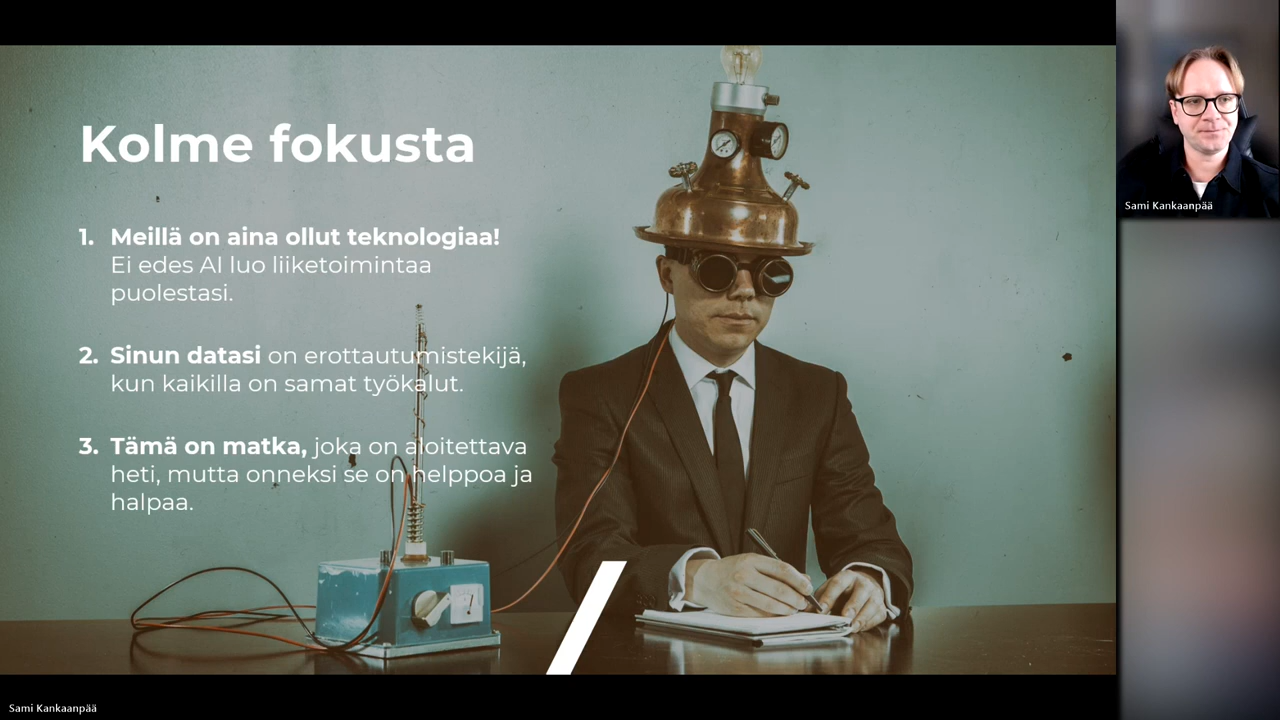 Kolme fokusta
1. Meillä on aina ollut teknologiaa!
Ei edes AI luo liiketoimintaa
puolestasi.
2. Sinun datasi on erottautumistekijä,
kun kaikilla on samat työkalut.
3. Tämä on matka, joka on aloitettava
heti, mutta onneksi se on helppoa ja
halpaa.
Sami Kankaanpää
Sami Kankaanpää